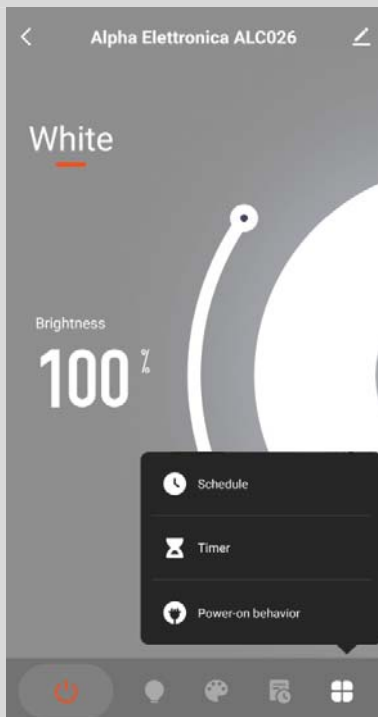 Alpha Elettronica ALC026
White
Brightness
100 %
Schedule
Timer
Power-on behavior